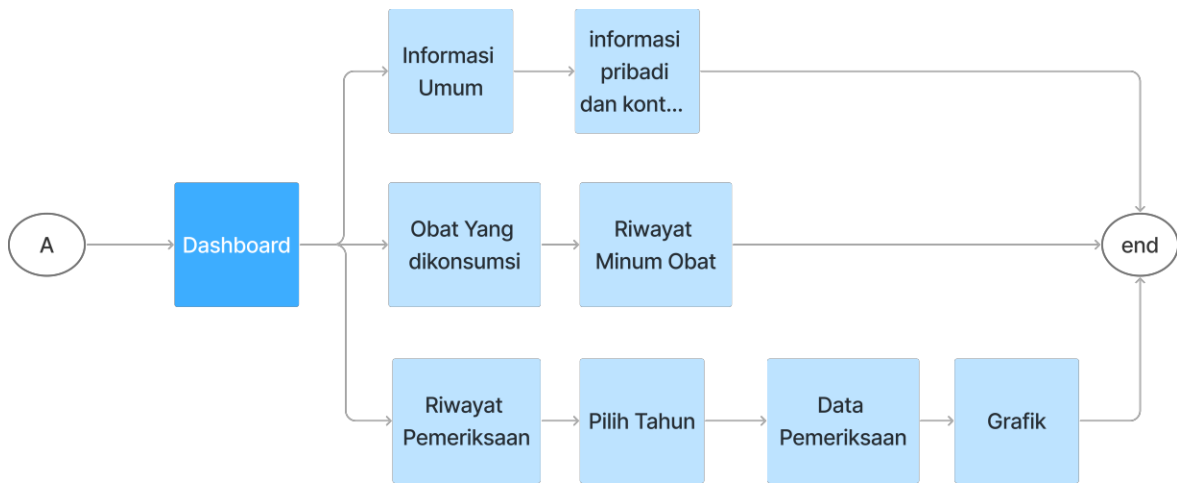 Informasi
Umum
informasi
pribadi
dan kont...
A
Dashboard
Obat Yang
dikonsumsi
Riwayat
Minum Obat
end
Riwayat
Pemeriksaan
Pilih Tahun
Data
Pemeriksaan
Grafik